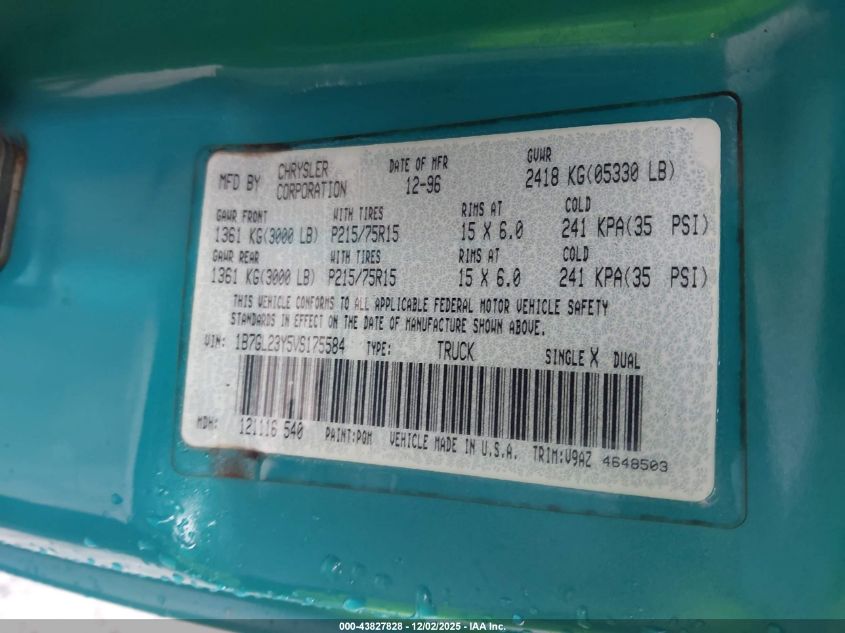 MFD BY CHRYSLER CORPORATION DATE OF MFR 12-96 GVWR 2418 KG(05330 LB)
GAWR FRONT WITH TIRES RIMS AT COLD
1361 KG(3000 LB) P215/75R15 15 X 6.0 241 KPA(35 PSI)
GAWR REAR WITH TIRES RIMS AT COLD
1361 KG(3000 LB) P215/75R15 15 X 6.0 241 KPA(35 PSI)
THIS VEHICLE CONFORMS TO ALL APPLICABLE FEDERAL MOTOR VEHICLE SAFETY
STANDARDS IN EFFECT ON THE DATE OF MANUFACTURE SHOWN ABOVE.
VIN: 1B7GL23Y5VS175584 TYPE: TRUCK SINGLE X DUAL
MDH: 121116 540 PAINT:PQM VEHICLE MADE IN U.S.A. TRIM:V9AZ 4648503
000-43827828 - 12/02/2025 - IAA Inc.